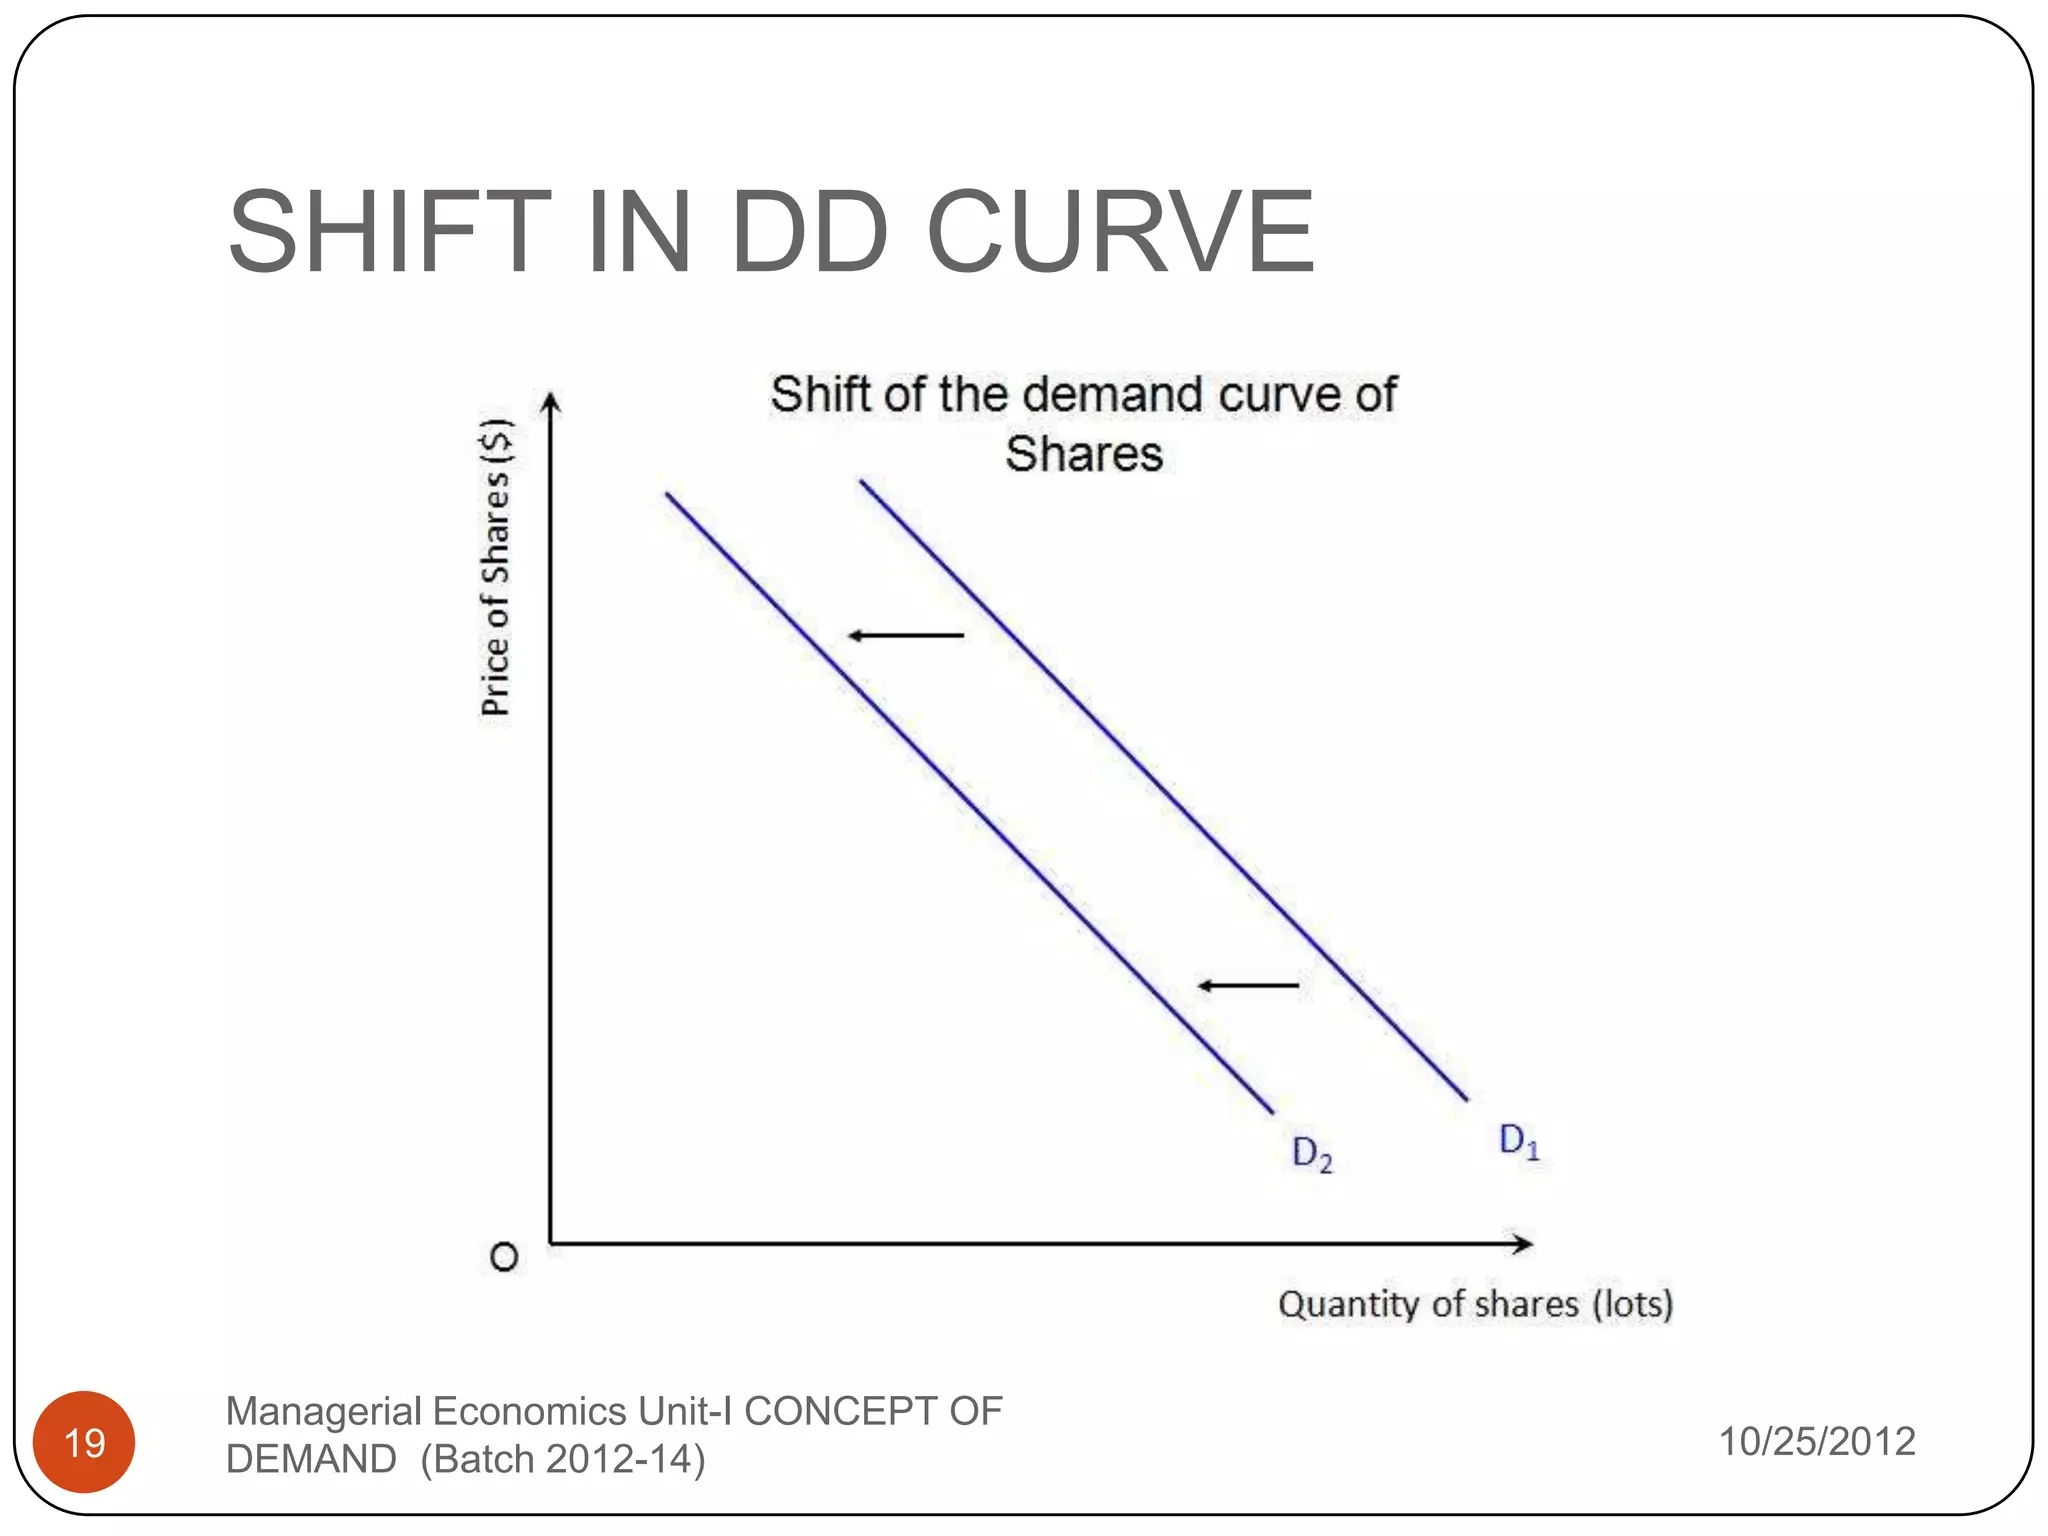 SHIFT IN DD CURVE
Shift of the demand curve of
Shares
Price of Shares ($)
D₂
D₁
O
Quantity of shares (lots)
19
Managerial Economics Unit-I CONCEPT OF
DEMAND (Batch 2012-14)
10/25/2012